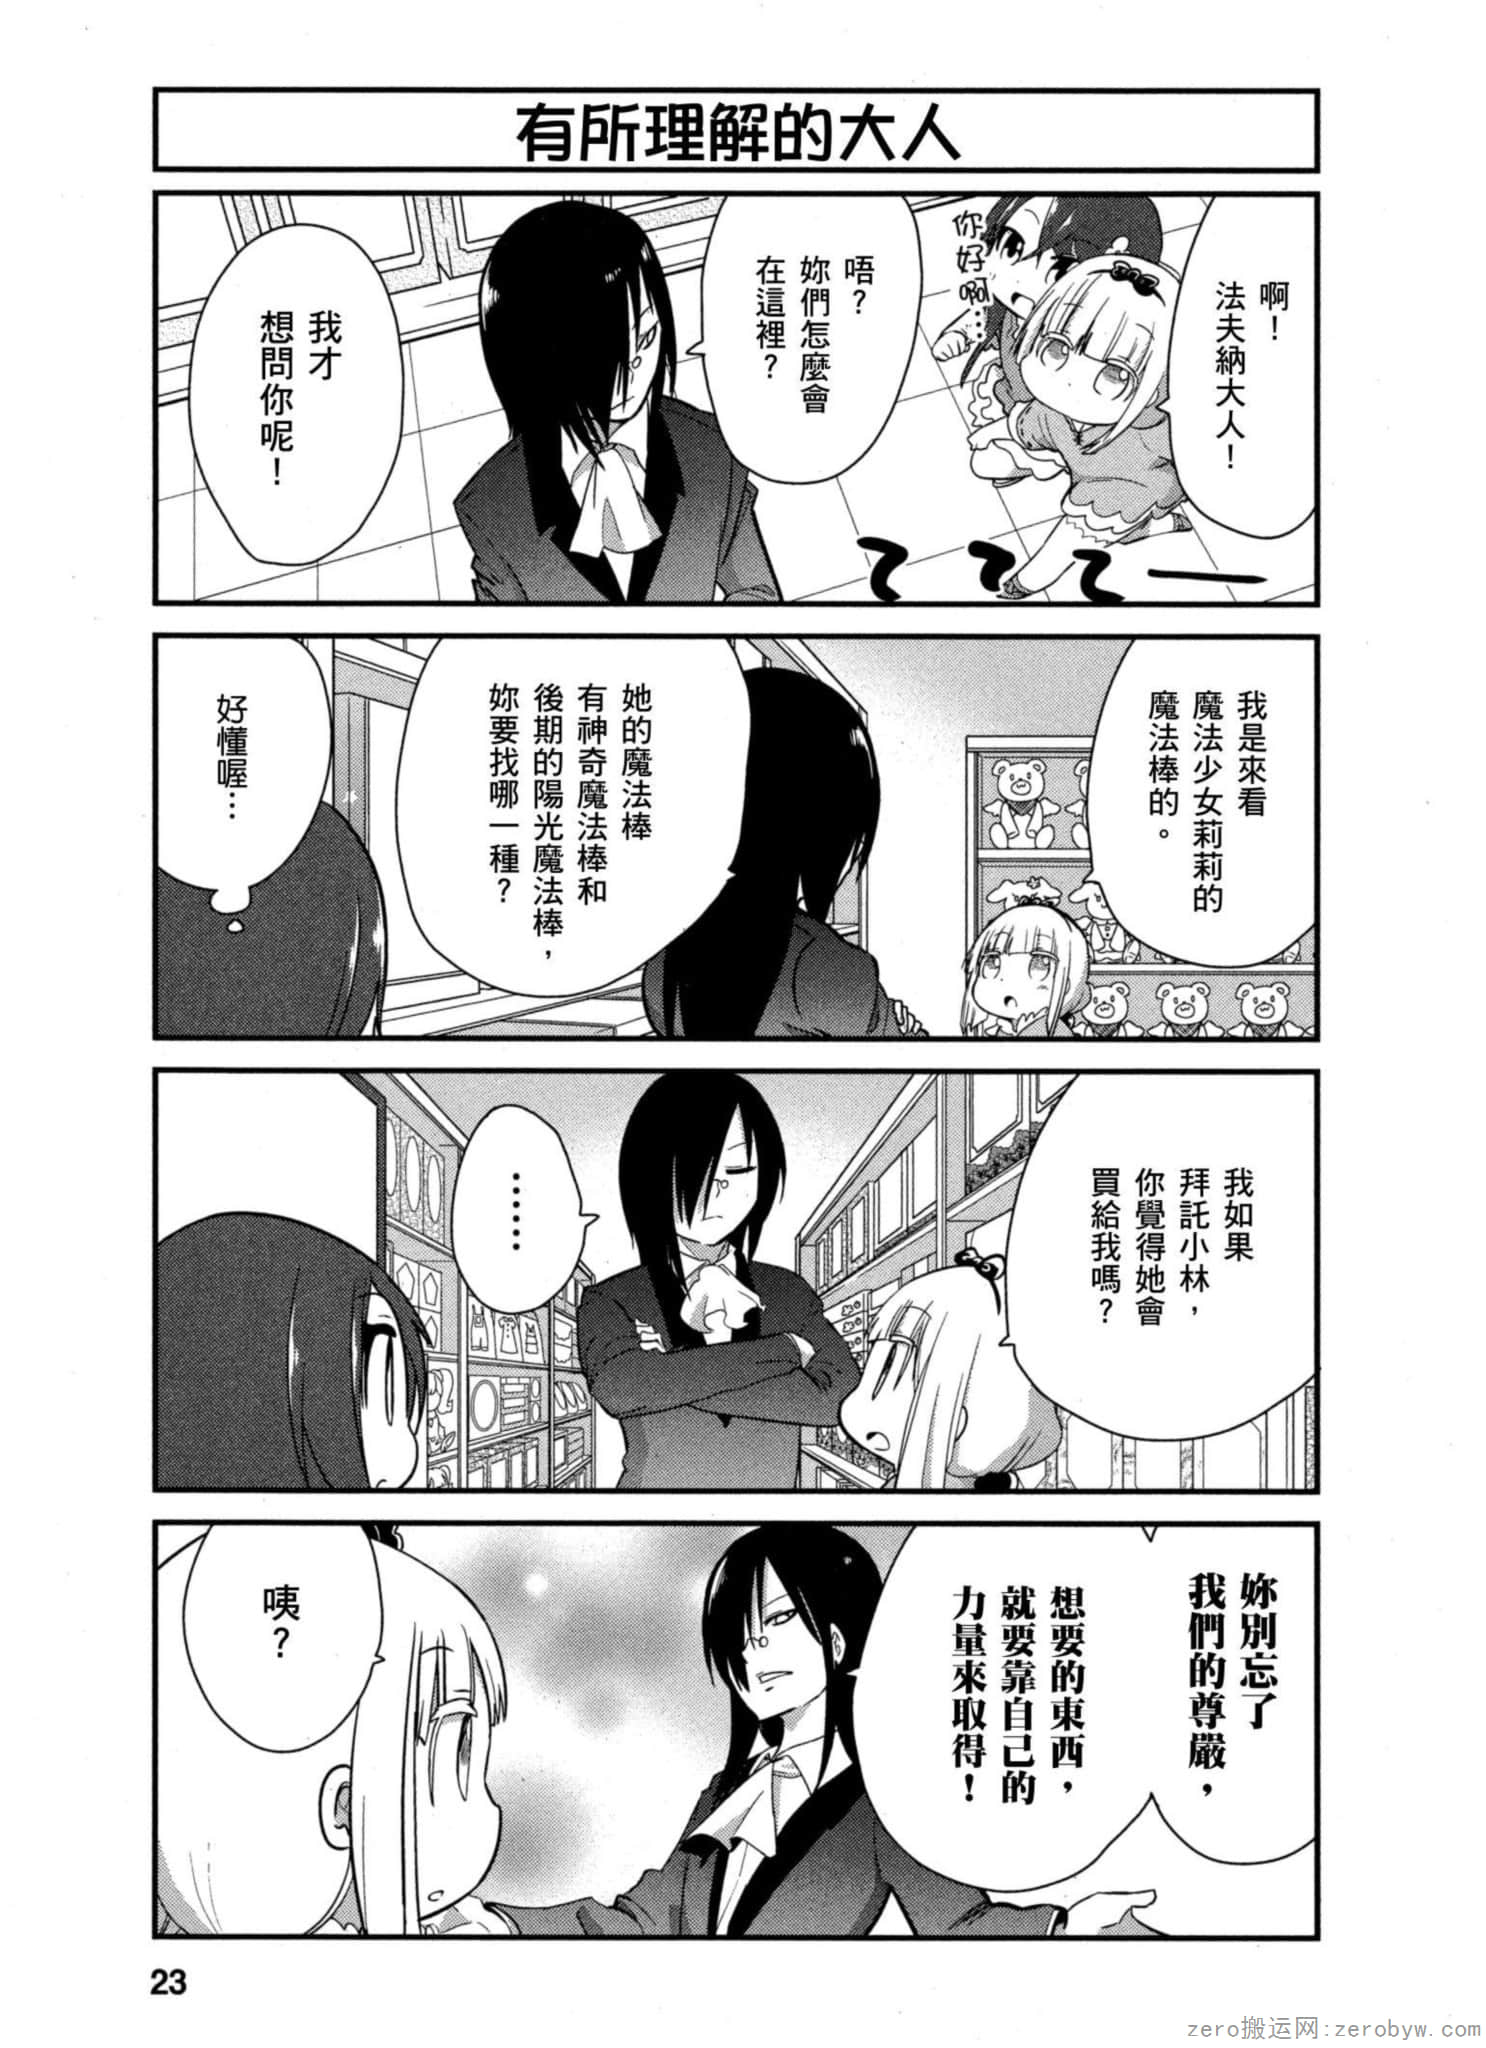 有所理解的大人
啊！
法夫納大人！
你好啊…
唔？
妳們怎麼會
在這裡？
我才
想問你呢！
ててて一
我是來看
魔法少女莉莉的
魔法棒的。
她的魔法棒
有神奇魔法棒和
後期的陽光魔法棒，
妳要找哪一種？
好懂喔…
我如果
拜託小林，
你覺得她會
買給我嗎？
……
妳別忘了
我們的尊嚴，
想要的東西，
就要靠自己的
力量來取得！
咦？
23
zero搬运网:zerobyw.com